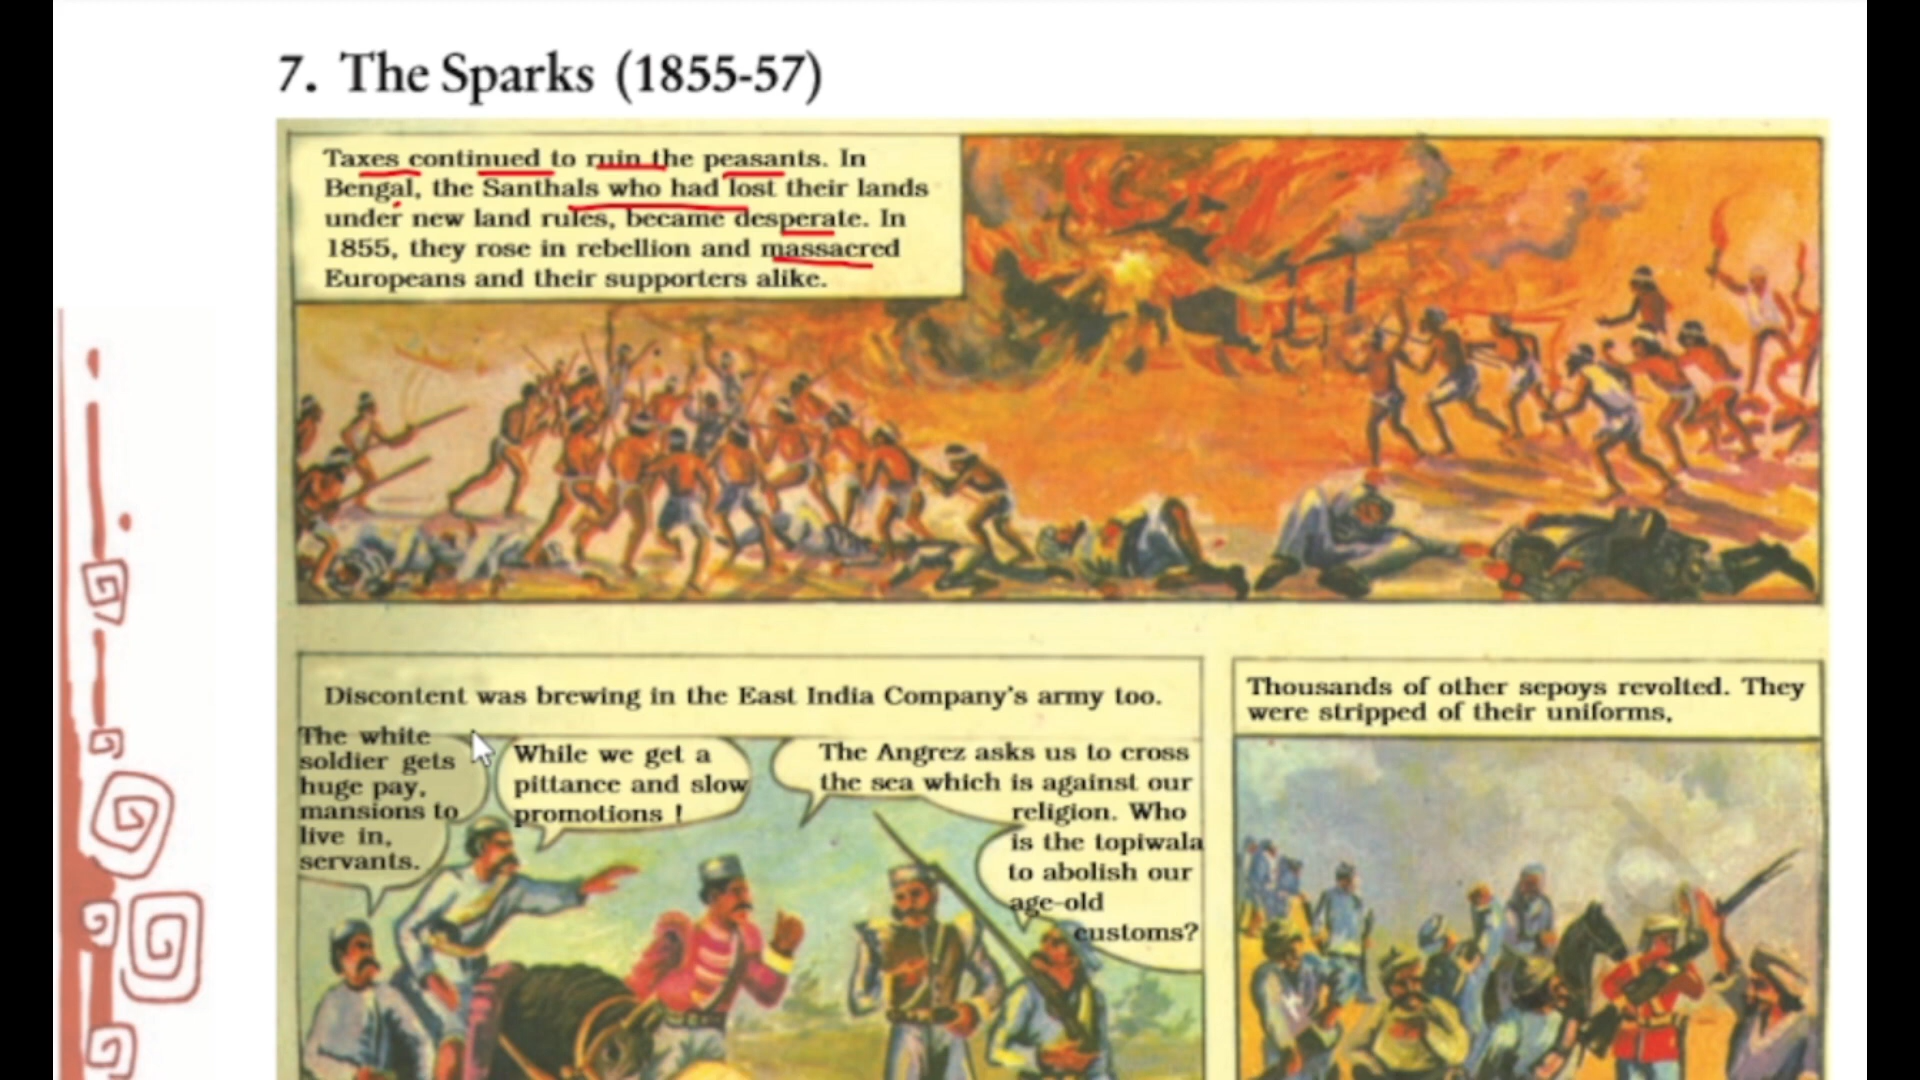 7. The Sparks (1855-57)
Taxes continued to ruin the peasants. In
Bengal, the Santhals who had lost their lands
under new land rules, became desperate. In
1855, they rose in rebellion and massacred
Europeans and their supporters alike.
Discontent was brewing in the East India Company's army too.
The white
soldier gets
huge pay,
mansions to
live in,
servants.
While we get a
pittance and slow
promotions !
The Angrez asks us to cross
the sea which is against our
religion. Who
is the topiwala
to abolish our
age-old
customs?
Thousands of other sepoys revolted. They
were stripped of their uniforms,